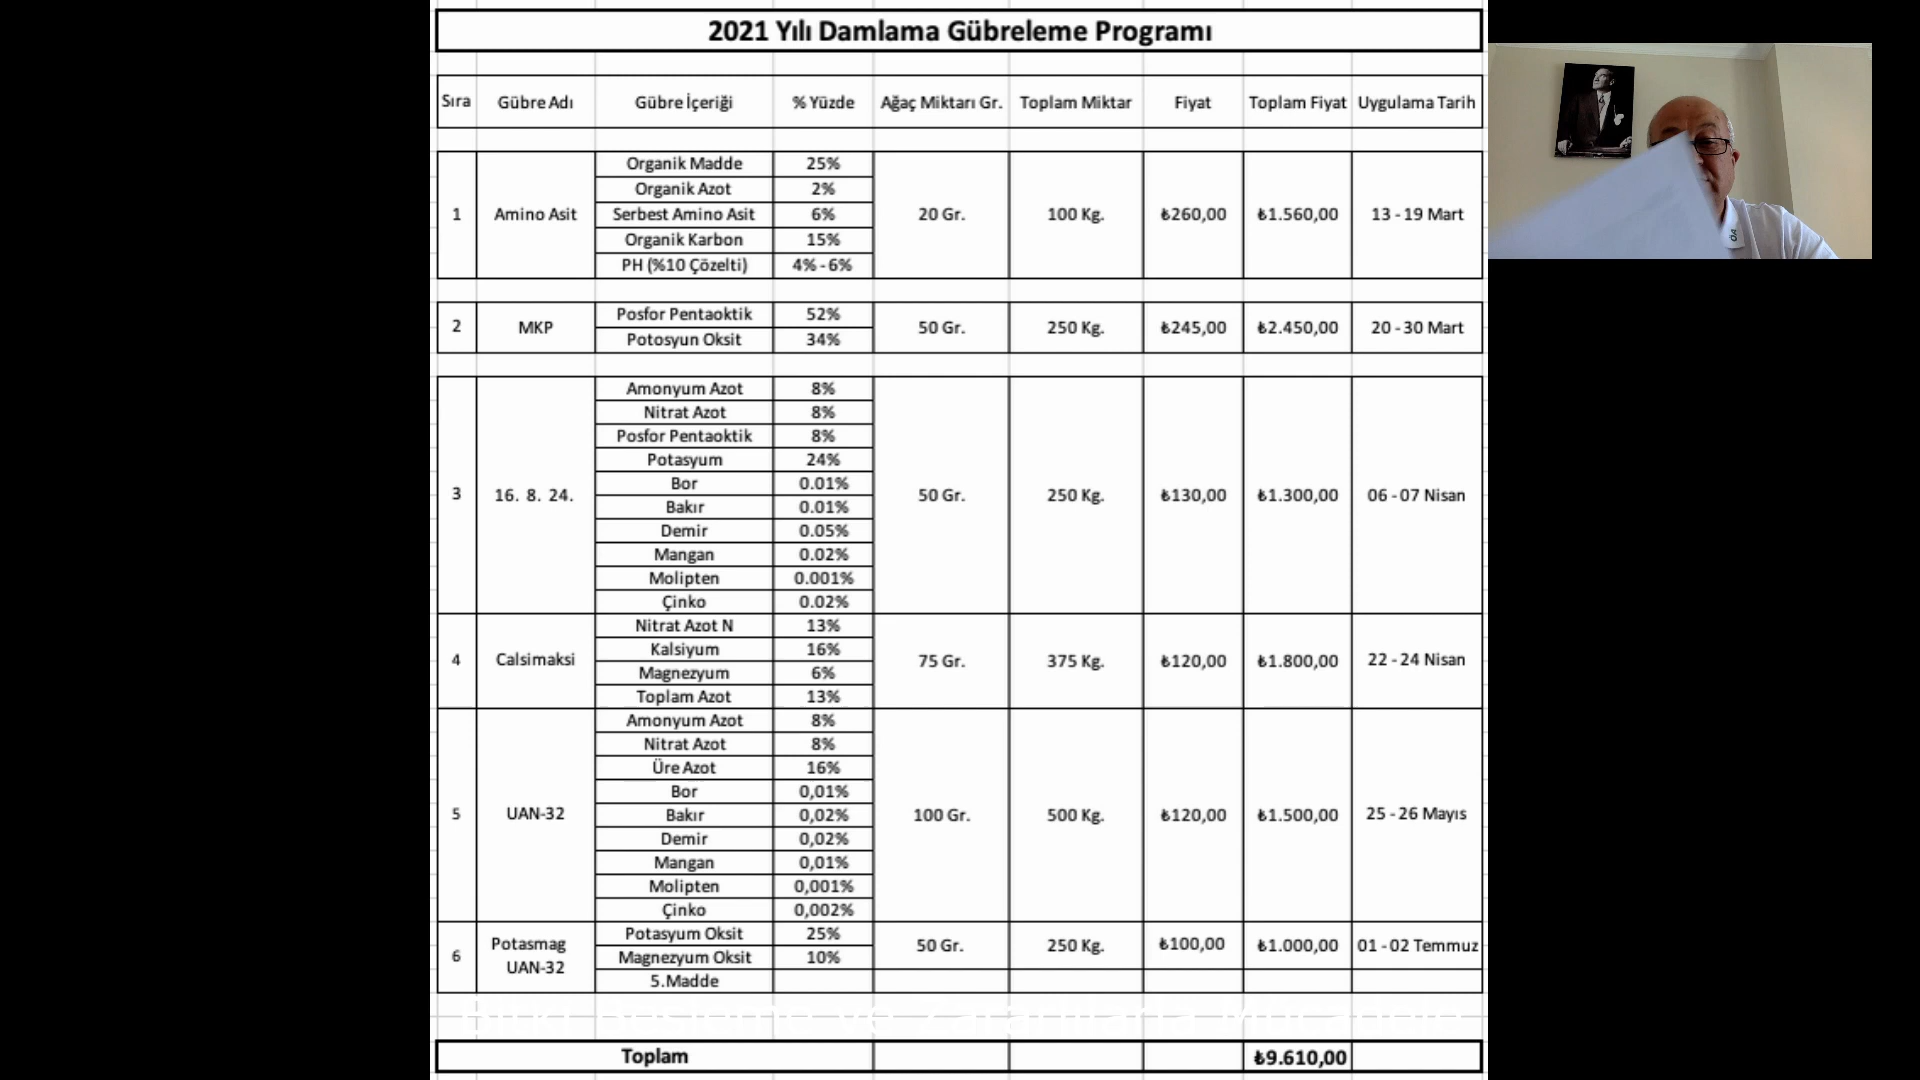 2021 Yılı Damlama Gübreleme Programı
Sıra Gübre Adı Gübre İçeriği % Yüzde Ağaç Miktarı Gr. Toplam Miktar Fiyat Toplam Fiyat Uygulama Tarih
Organik Madde 25%
Organik Azot 2%
1 Amino Asit Serbest Amino Asit 6% 20 Gr. 100 Kg. ₺260,00 ₺1.560,00 13 - 19 Mart
Organik Karbon 15%
PH (%10 Çözelti) 4% - 6%
Posfor Pentaoktik 52%
2 MKP 50 Gr. 250 Kg. ₺245,00 ₺2.450,00 20 - 30 Mart
Potosyun Oksit 34%
Amonyum Azot 8%
Nitrat Azot 8%
Posfor Pentaoktik 8%
Potasyum 24%
Bor 0.01%
3 16. 8. 24. 50 Gr. 250 Kg. ₺130,00 ₺1.300,00 06 - 07 Nisan
Bakır 0.01%
Demir 0.05%
Mangan 0.02%
Molipten 0.001%
Çinko 0.02%
Nitrat Azot N 13%
Kalsiyum 16%
4 Calsimaksi 75 Gr. 375 Kg. ₺120,00 ₺1.800,00 22 - 24 Nisan
Magnezyum 6%
Toplam Azot 13%
Amonyum Azot 8%
Nitrat Azot 8%
Üre Azot 16%
Bor 0,01%
5 UAN-32 Bakır 0,02% 100 Gr. 500 Kg. ₺120,00 ₺1.500,00 25 - 26 Mayıs
Demir 0,02%
Mangan 0,01%
Molipten 0,001%
Çinko 0,002%
Potasyum Oksit 25%
6 Potasmag 50 Gr. 250 Kg. ₺100,00 ₺1.000,00 01 - 02 Temmuz
Magnezyum Oksit 10%
UAN-32
5.Madde
Toplam ₺9.610,00
ÖA